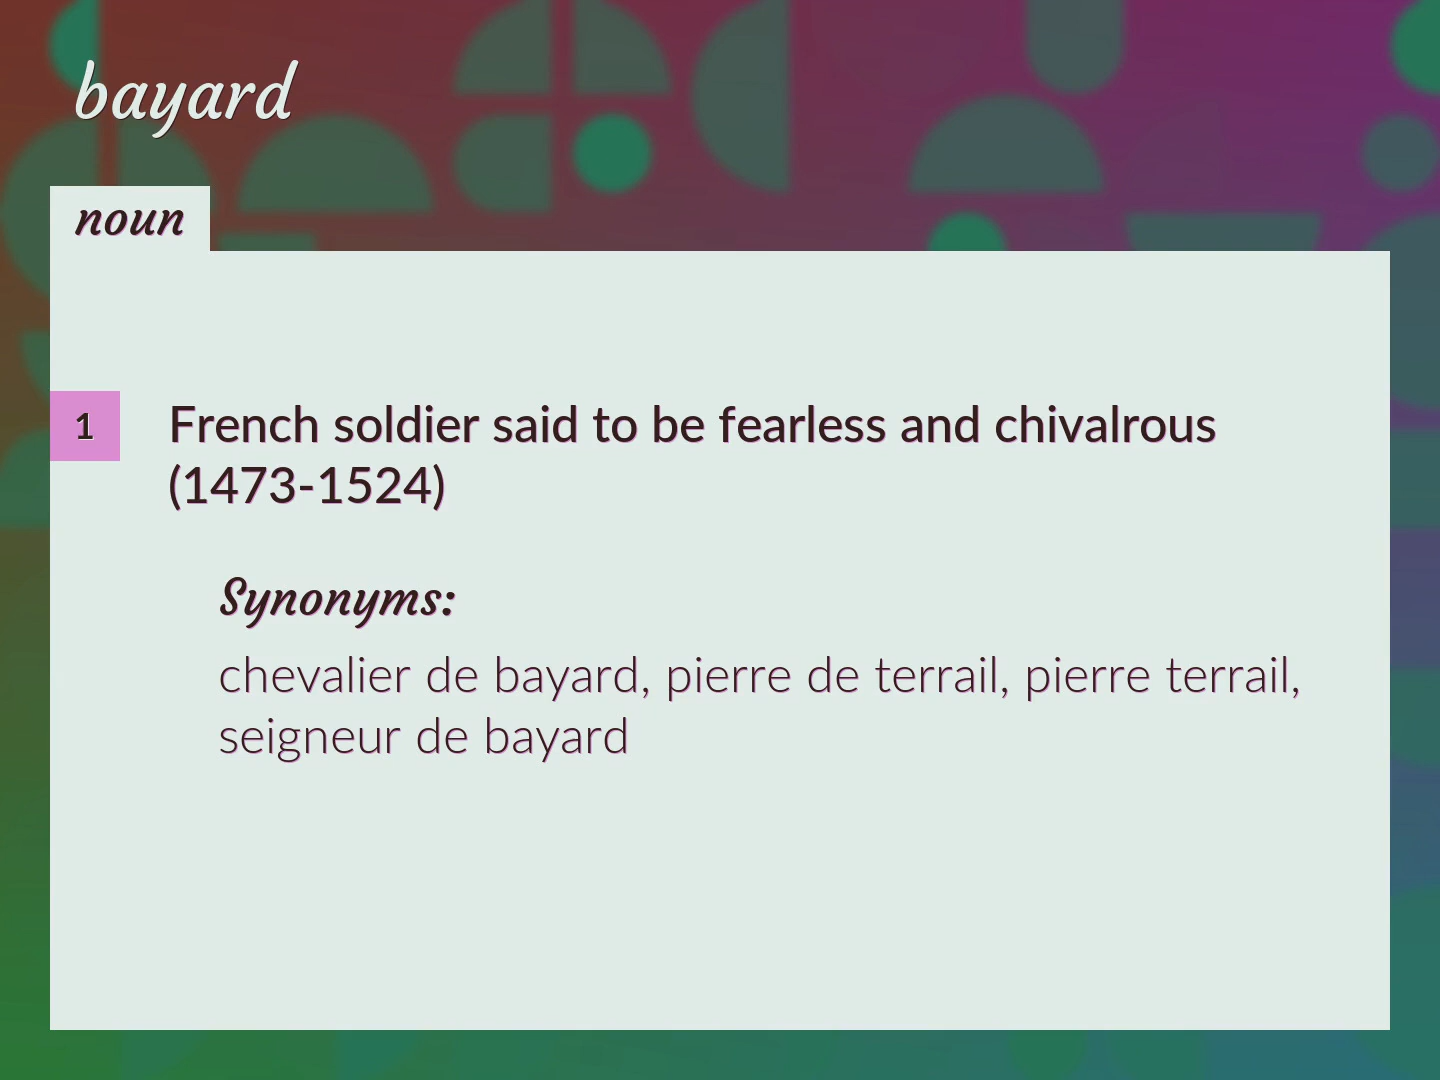 bayard
noun
1
French soldier said to be fearless and chivalrous
(1473-1524)
Synonyms:
chevalier de bayard, pierre de terrail, pierre terrail,
seigneur de bayard